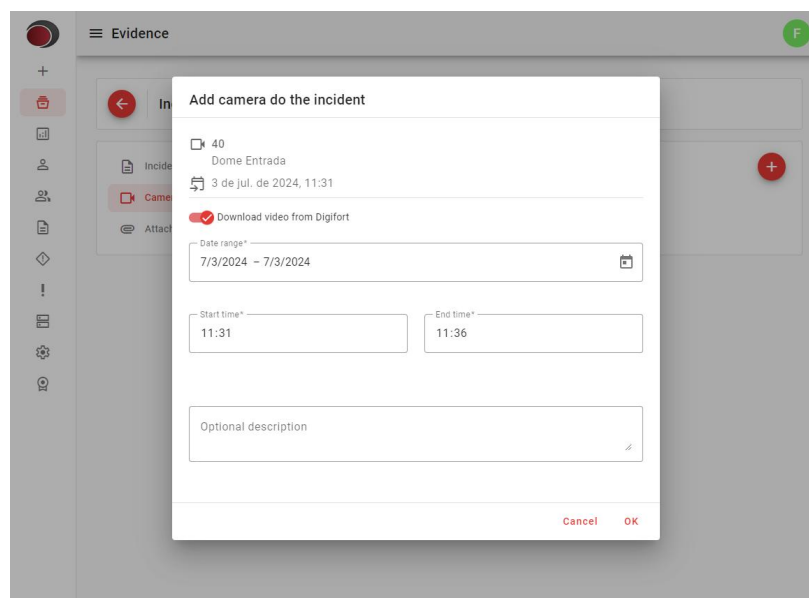 Evidence
F
In
Incide
Came
Attach
Add camera do the incident
40
Dome Entrada
3 de jul. de 2024, 11:31
Download video from Digifort
Date range*
7/3/2024 – 7/3/2024
Start time*
11:31
End time*
11:36
Optional description
Cancel OK